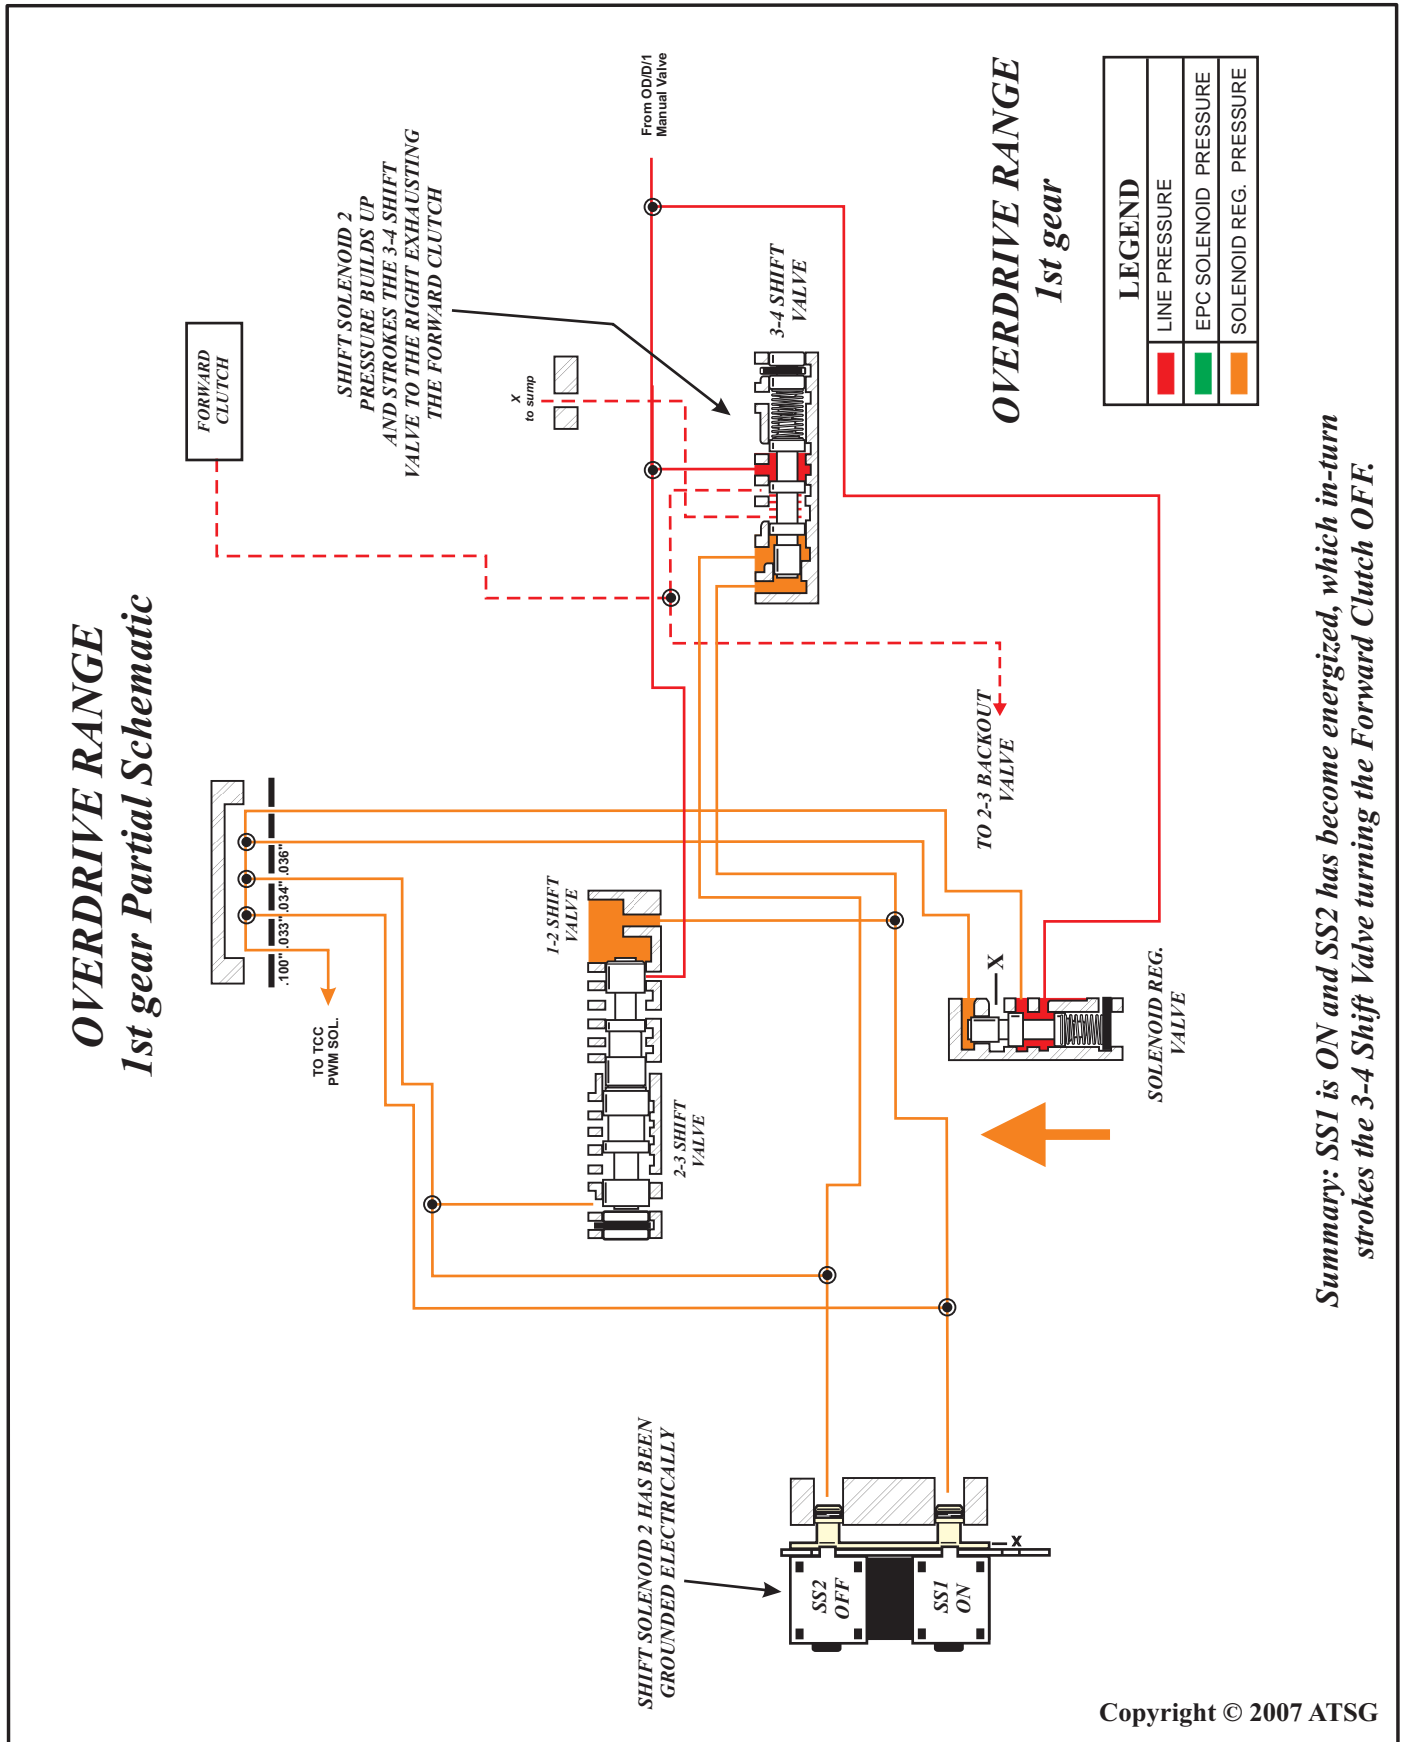 OVERDRIVE RANGE
1st gear Partial Schematic
FORWARD
CLUTCH
SHIFT SOLENOID 2
PRESSURE BUILDS UP
AND STROKES THE 3-4 SHIFT
VALVE TO THE RIGHT EXHAUSTING
THE FORWARD CLUTCH
X
to sump
From OD/D/1
Manual Valve
3-4 SHIFT
VALVE
OVERDRIVE RANGE
1st gear
LEGEND
LINE PRESSURE
EPC SOLENOID PRESSURE
SOLENOID REG. PRESSURE
.100" .033" .034" .036"
TO TCC
PWM SOL.
1-2 SHIFT
VALVE
2-3 SHIFT
VALVE
TO 2-3 BACKOUT
VALVE
X
SOLENOID REG.
VALVE
SHIFT SOLENOID 2 HAS BEEN
GROUNDED ELECTRICALLY
SS2
OFF
SS1
ON
X
Summary: SS1 is ON and SS2 has become energized, which in-turn
strokes the 3-4 Shift Valve turning the Forward Clutch OFF.
Copyright © 2007 ATSG